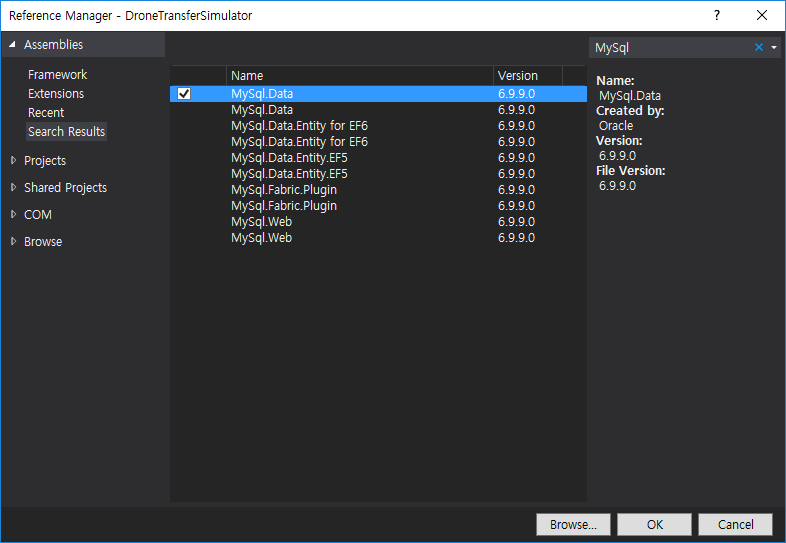 Reference Manager - DroneTransferSimulator
? 
Assemblies
Framework
Extensions
Recent
Search Results
Projects
Shared Projects
COM
Browse
Name Version
MySql.Data 6.9.9.0
MySql.Data 6.9.9.0
MySql.Data.Entity for EF6 6.9.9.0
MySql.Data.Entity for EF6 6.9.9.0
MySql.Data.Entity.EF5 6.9.9.0
MySql.Data.Entity.EF5 6.9.9.0
MySql.Fabric.Plugin 6.9.9.0
MySql.Fabric.Plugin 6.9.9.0
MySql.Web 6.9.9.0
MySql.Web 6.9.9.0
MySql
Name:
MySql.Data
Created by:
Oracle
Version:
6.9.9.0
File Version:
6.9.9.0
Browse... OK Cancel